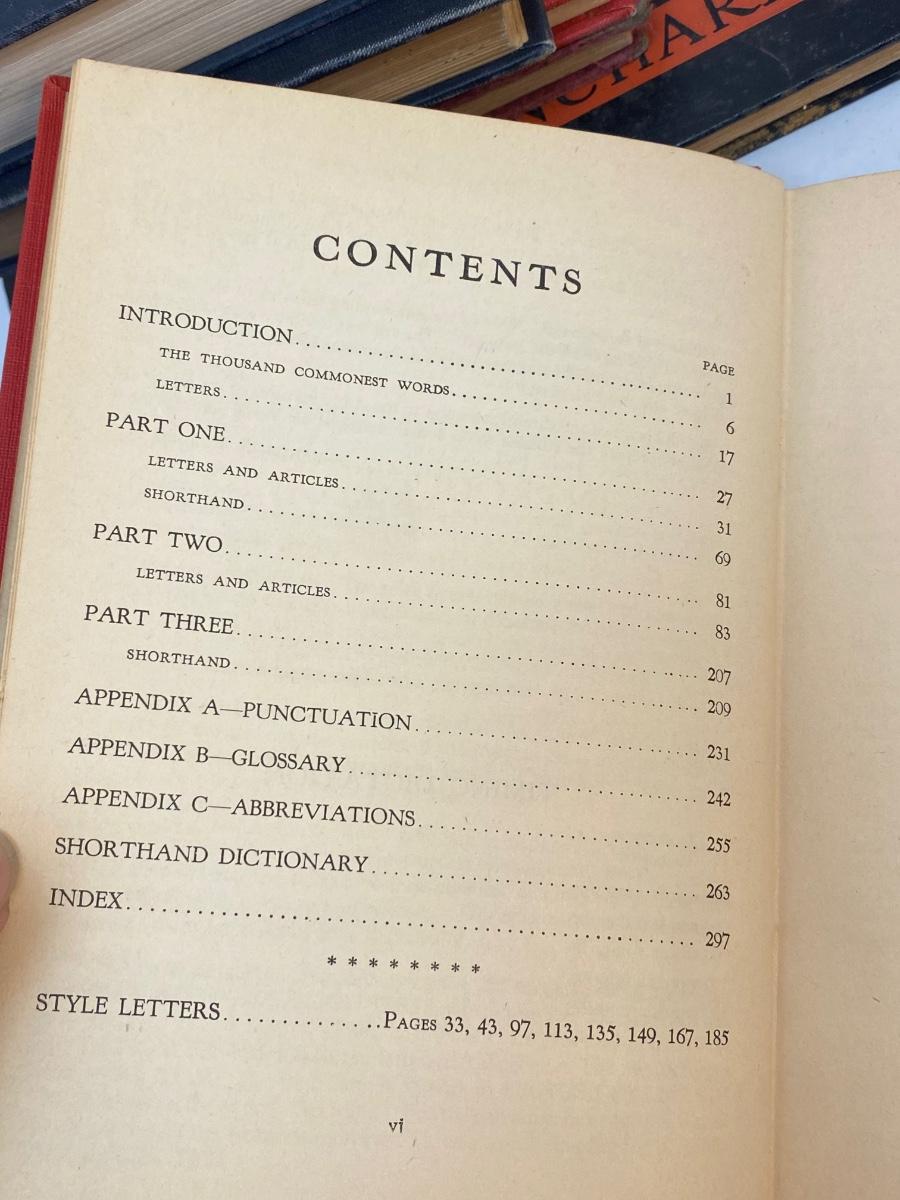 NCHAR
CONTENTS
PAGE
INTRODUCTION 1
THE THOUSAND COMMONEST WORDS 6
LETTERS 17
PART ONE 27
LETTERS AND ARTICLES 31
SHORTHAND 69
PART TWO 81
LETTERS AND ARTICLES 83
PART THREE 207
SHORTHAND 209
APPENDIX A—PUNCTUATION 231
APPENDIX B—GLOSSARY 242
APPENDIX C—ABBREVIATIONS 255
SHORTHAND DICTIONARY 263
INDEX 297
* * * * * * * *
STYLE LETTERS PAGES 33, 43, 97, 113, 135, 149, 167, 185
vi